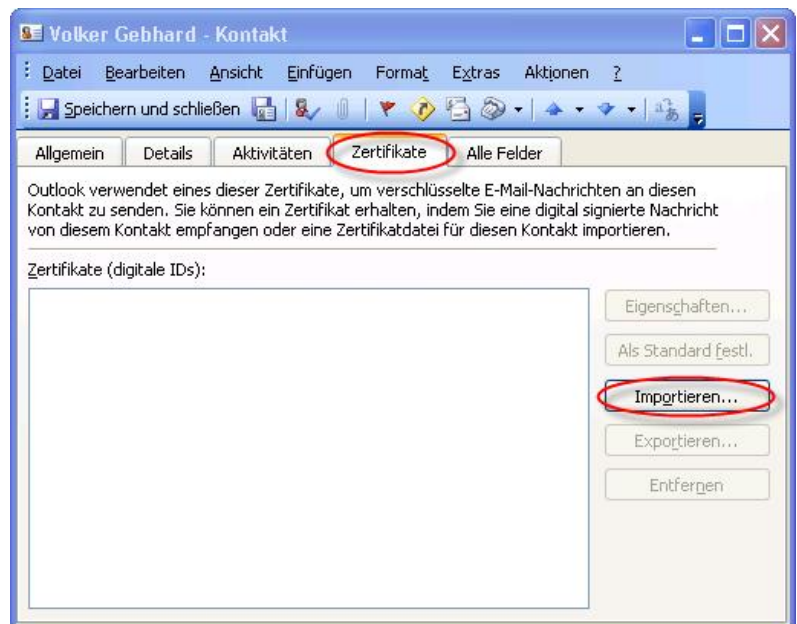 Volker Gebhard - Kontakt
Datei Bearbeiten Ansicht Einfügen Format Extras Aktionen ?
Speichern und schließen
Allgemein Details Aktivitäten Zertifikate Alle Felder
Outlook verwendet eines dieser Zertifikate, um verschlüsselte E-Mail-Nachrichten an diesen
Kontakt zu senden. Sie können ein Zertifikat erhalten, indem Sie eine digital signierte Nachricht
von diesem Kontakt empfangen oder eine Zertifikatdatei für diesen Kontakt importieren.
Zertifikate (digitale IDs):
Eigenschaften...
Als Standard festl.
Importieren...
Exportieren...
Entfernen